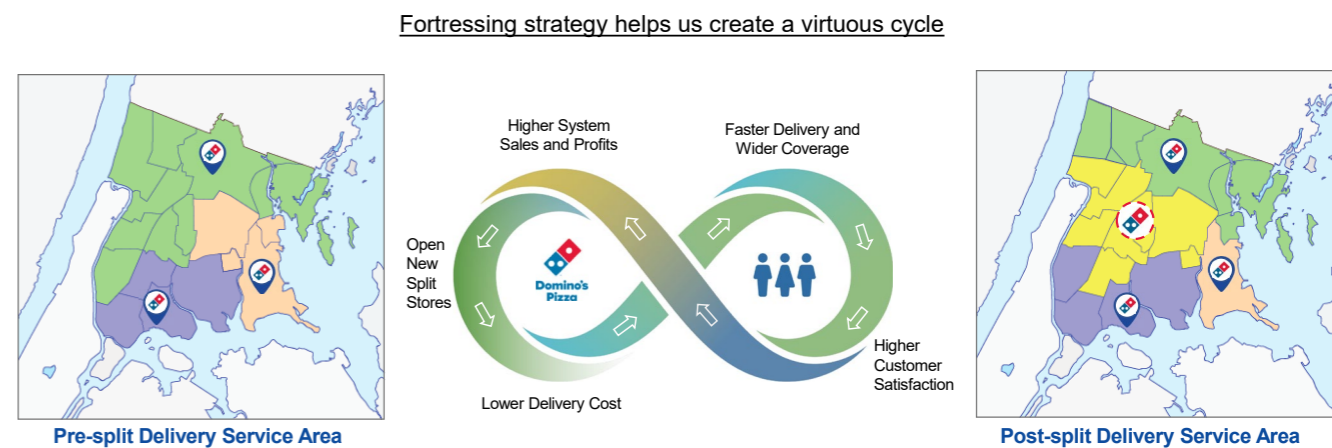 Fortressing strategy helps us create a virtuous cycle
Higher System
Sales and Profits
Faster Delivery and
Wider Coverage
Open
New
Split
Stores
Domino's
Pizza
Higher
Customer
Satisfaction
Lower Delivery Cost
Pre-split Delivery Service Area
Post-split Delivery Service Area